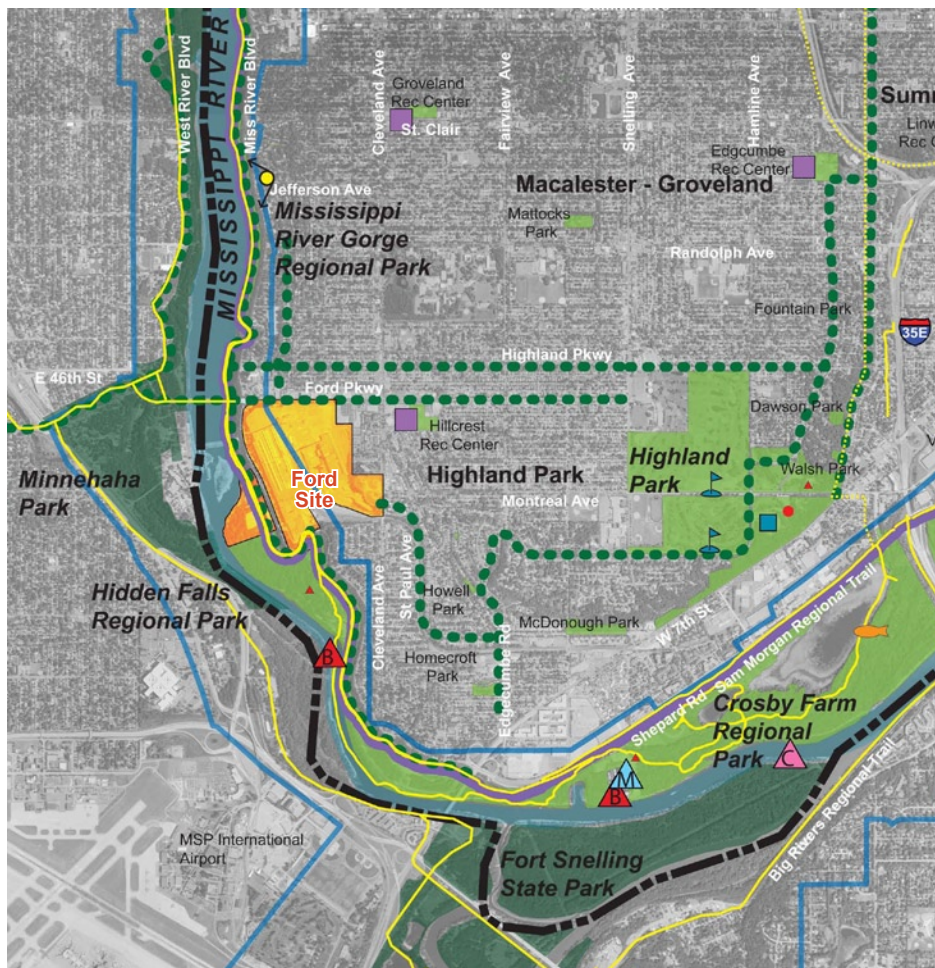 West River Blvd
MISSISSIPPI RIVER
Miss River Blvd
Cleveland Ave
Groveland
Rec Center
St. Clair
Fairview Ave
Snelling Ave
Hamline Ave
Linw
Edgcumbe
Rec Center
Jefferson Ave
Macalester - Groveland
Mississippi
River Gorge
Regional Park
Mattocks
Park
Randolph Ave
Fountain Park
35E
Highland Pkwy
E 46th St
Ford Pkwy
Dawson Park
Hillcrest
Rec Center
Minnehaha
Park
Ford
Site
Highland Park
Highland
Park
Walsh Park
Montreal Ave
St Paul Ave
Cleveland Ave
Hidden Falls
Regional Park
Howell
Park
McDonough Park
W 7th St
Homecroft
Park
Edgecumbe Rd
B
Shepard Rd
Sam Morgan Regional Trail
Crosby Farm
Regional
Park
C
M
B
Big Rivers Regional Trail
MSP International
Airport
Fort Snelling
State Park